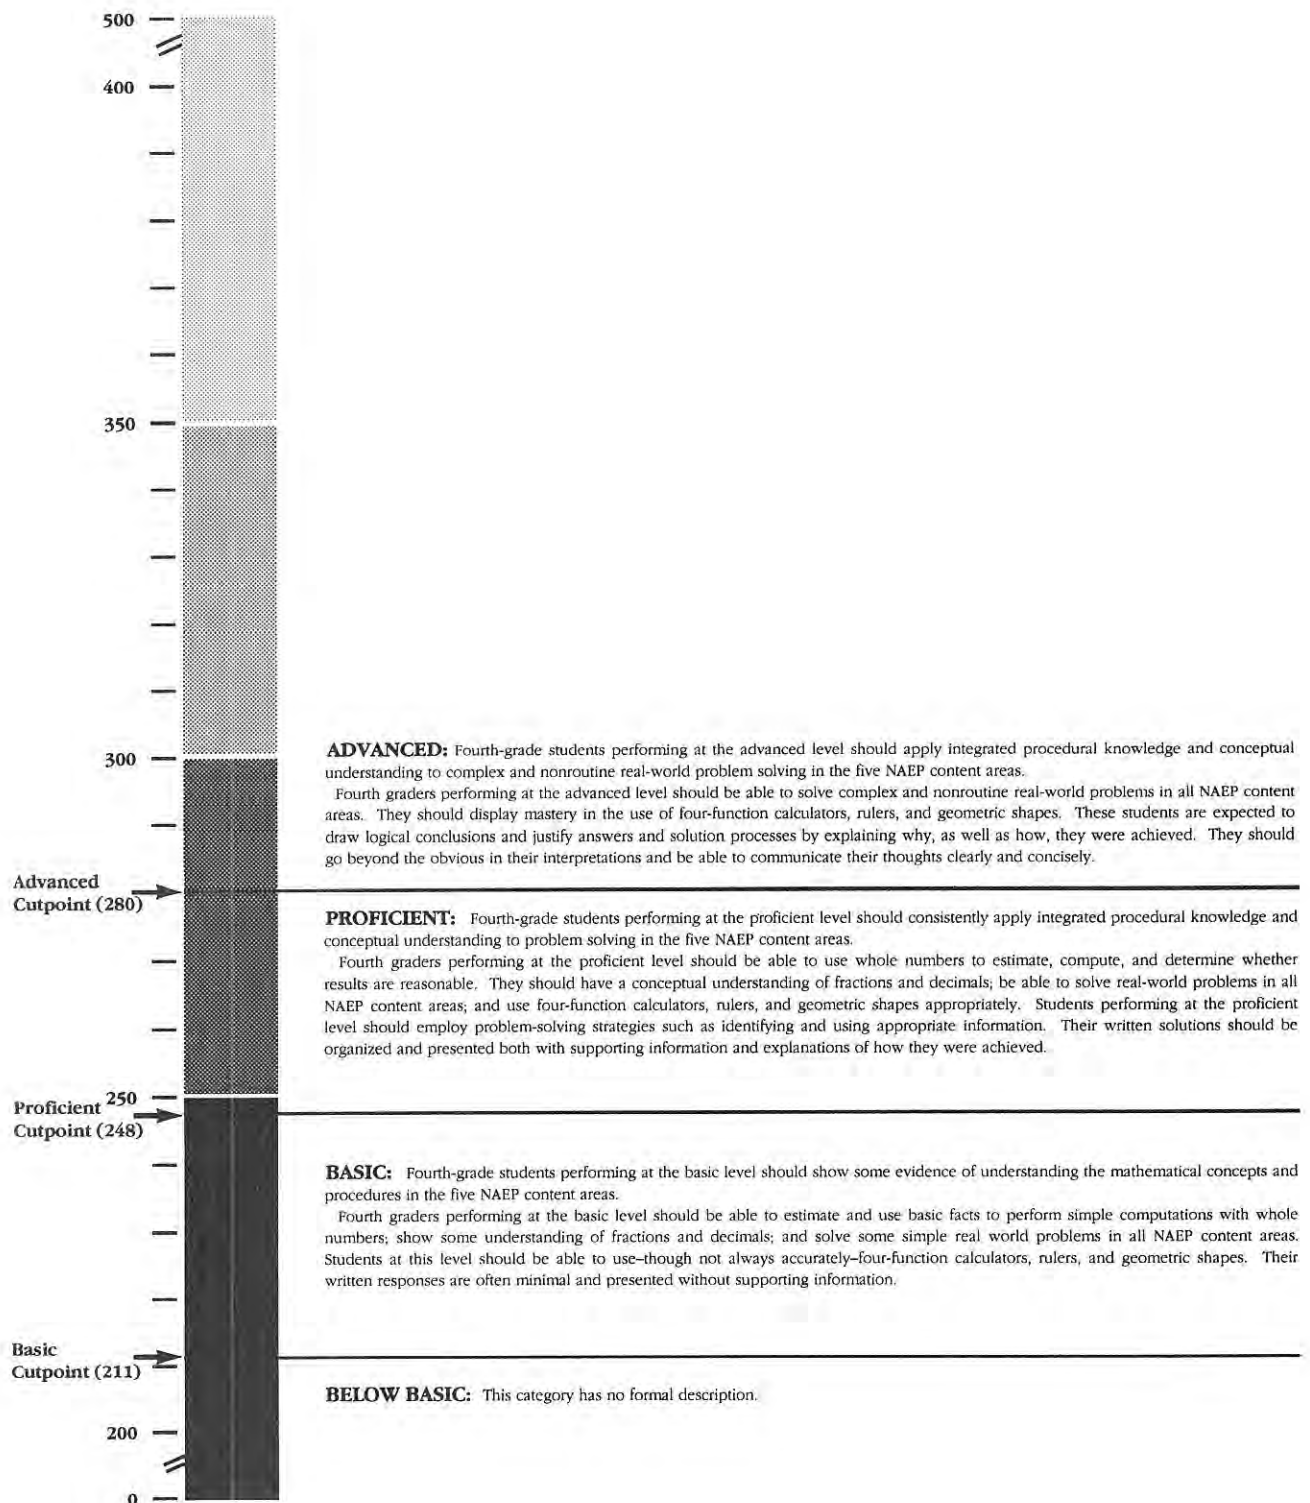 500
400
350
300
ADVANCED: Fourth-grade students performing at the advanced level should apply integrated procedural knowledge and conceptual
understanding to complex and nonroutine real-world problem solving in the five NAEP content areas.
Fourth graders performing at the advanced level should be able to solve complex and nonroutine real-world problems in all NAEP content
areas. They should display mastery in the use of four-function calculators, rulers, and geometric shapes. These students are expected to
draw logical conclusions and justify answers and solution processes by explaining why, as well as how, they were achieved. They should
go beyond the obvious in their interpretations and be able to communicate their thoughts clearly and concisely.
Advanced
Cutpoint (280)
PROFICIENT: Fourth-grade students performing at the proficient level should consistently apply integrated procedural knowledge and
conceptual understanding to problem solving in the five NAEP content areas.
Fourth graders performing at the proficient level should be able to use whole numbers to estimate, compute, and determine whether
results are reasonable. They should have a conceptual understanding of fractions and decimals; be able to solve real-world problems in all
NAEP content areas; and use four-function calculators, rulers, and geometric shapes appropriately. Students performing at the proficient
level should employ problem-solving strategies such as identifying and using appropriate information. Their written solutions should be
organized and presented both with supporting information and explanations of how they were achieved.
250
Proficient
Cutpoint (248)
BASIC: Fourth-grade students performing at the basic level should show some evidence of understanding the mathematical concepts and
procedures in the five NAEP content areas.
Fourth graders performing at the basic level should be able to estimate and use basic facts to perform simple computations with whole
numbers; show some understanding of fractions and decimals; and solve some simple real world problems in all NAEP content areas.
Students at this level should be able to use–though not always accurately–four-function calculators, rulers, and geometric shapes. Their
written responses are often minimal and presented without supporting information.
Basic
Cutpoint (211)
BELOW BASIC: This category has no formal description.
200
0